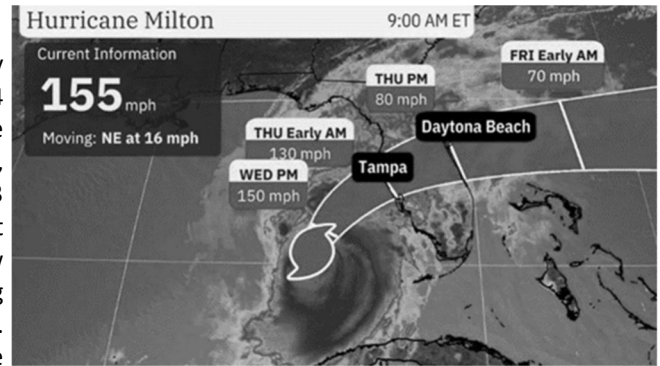 Hurricane Milton
9:00 AM ET
Current Information
155 mph
Moving: NE at 16 mph
FRI Early AM
70 mph
THU PM
80 mph
Daytona Beach
THU Early AM
130 mph
Tampa
WED PM
150 mph